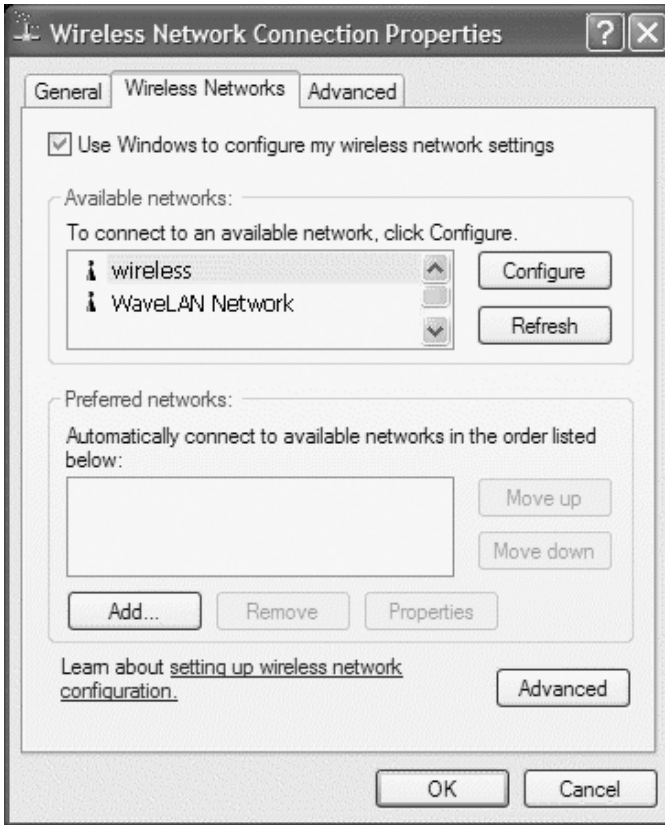 Wireless Network Connection Properties
General Wireless Networks Advanced
Use Windows to configure my wireless network settings
Available networks:
To connect to an available network, click Configure.
wireless
WaveLAN Network
Configure
Refresh
Preferred networks:
Automatically connect to available networks in the order listed
below:
Move up
Move down
Add... Remove Properties
Learn about setting up wireless network
configuration.
Advanced
OK Cancel